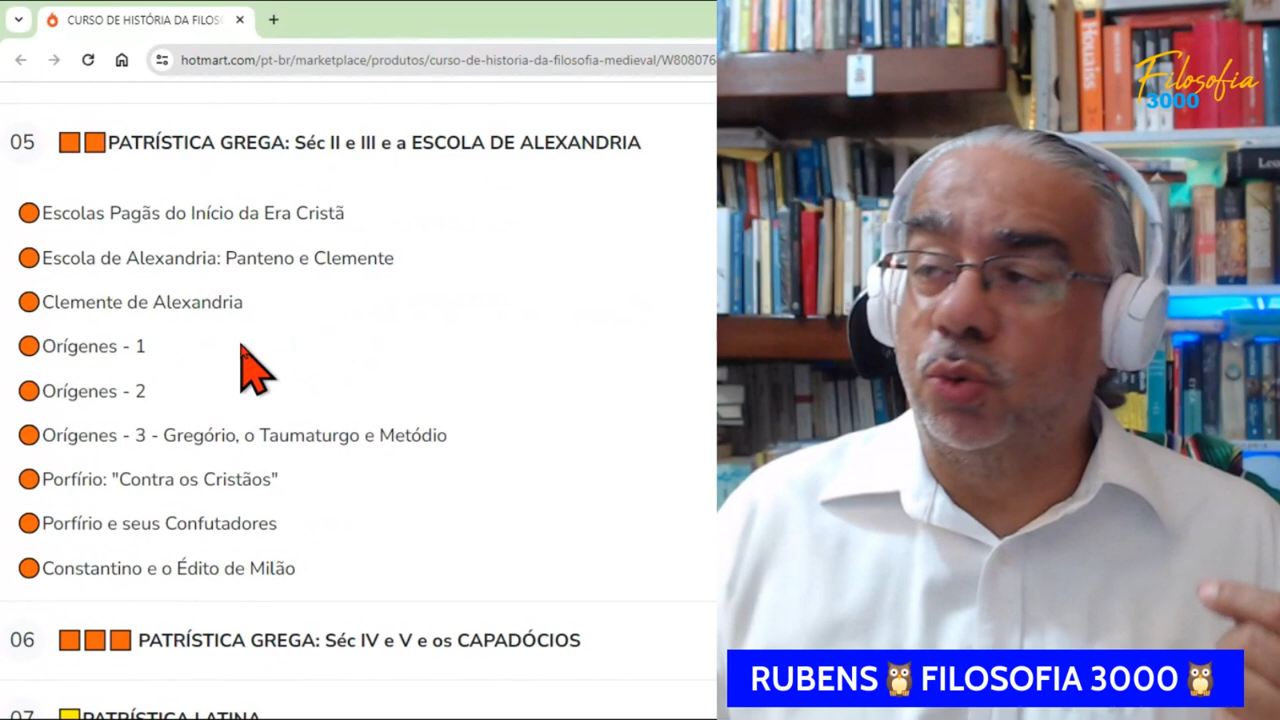 CURSO DE HISTÓRIA DA FILOS
hotmart.com/pt-br/marketplace/produtos/curso-de-historia-da-filosofia-medieval/W808076
05 PATRÍSTICA GREGA: Séc II e III e a ESCOLA DE ALEXANDRIA
Escolas Pagãs do Início da Era Cristã
Escola de Alexandria: Panteno e Clemente
Clemente de Alexandria
Orígenes - 1
Orígenes - 2
Orígenes - 3 - Gregório, o Taumaturgo e Metódio
Porfírio: "Contra os Cristãos"
Porfírio e seus Confutadores
Constantino e o Édito de Milão
06 PATRÍSTICA GREGA: Séc IV e V e os CAPADÓCIOS
07 PATRÍSTICA LATINA
Houaiss
Filosofia
3000
RUBENS FILOSOFIA 3000